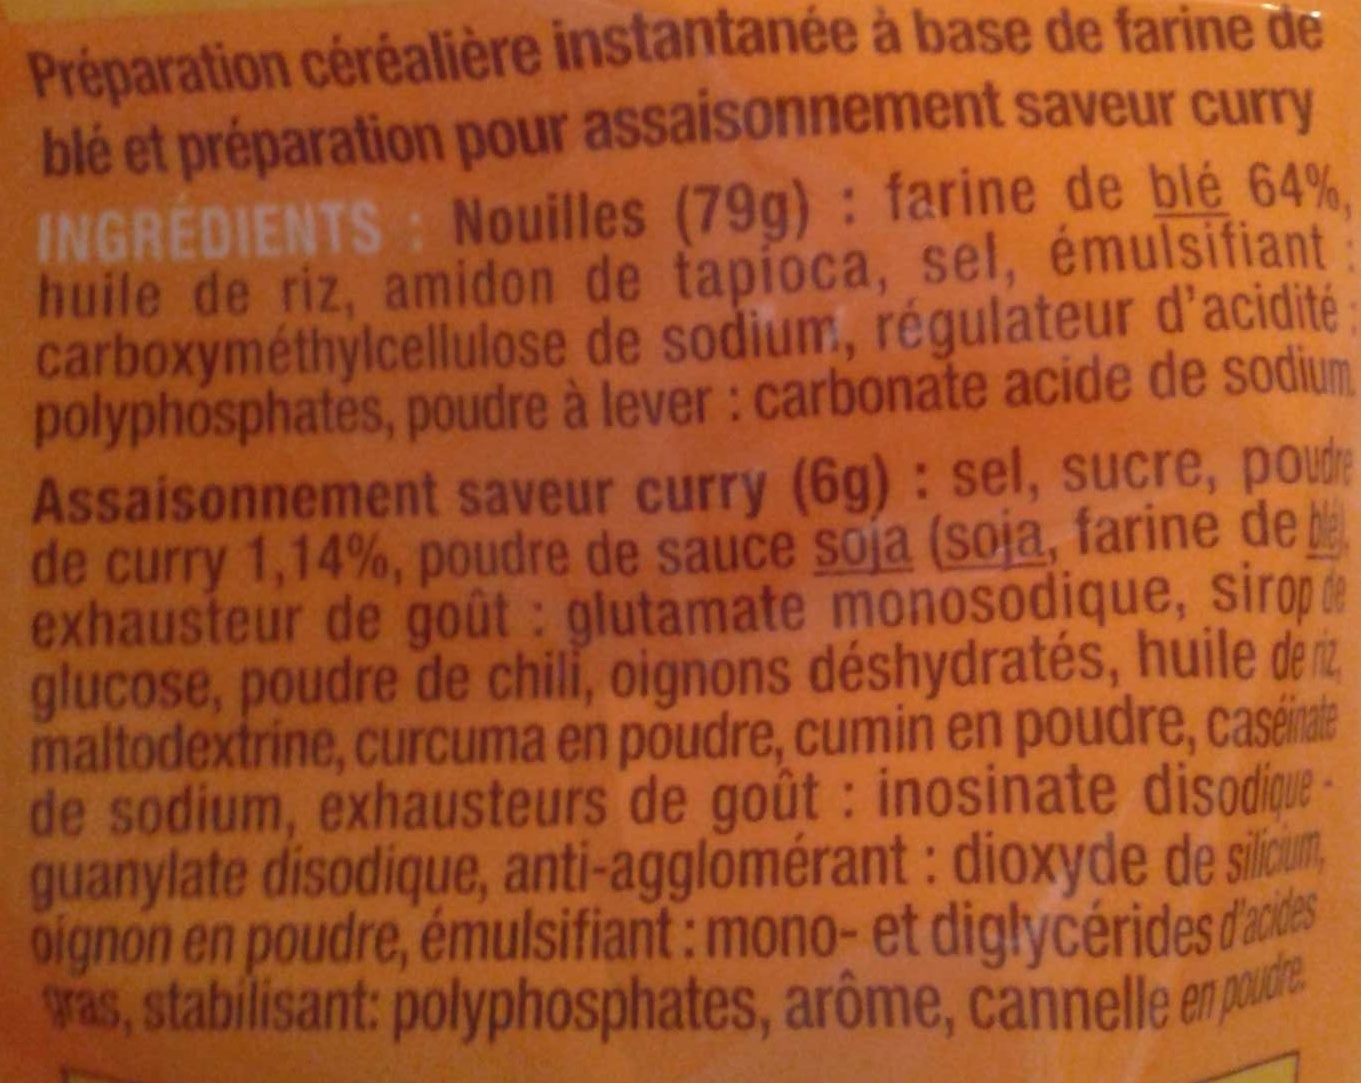 Préparation céréalière instantanée à base de farine de
blé et préparation pour assaisonnement saveur curry
INGRÉDIENTS : Nouilles (79g) : farine de blé 64%,
huile de riz, amidon de tapioca, sel, émulsifiant :
carboxyméthylcellulose de sodium, régulateur d'acidité :
polyphosphates, poudre à lever : carbonate acide de sodium.
Assaisonnement saveur curry (6g) : sel, sucre, poudre
de curry 1,14%, poudre de sauce soja (soja, farine de blé),
exhausteur de goût : glutamate monosodique, sirop de
glucose, poudre de chili, oignons déshydratés, huile de riz,
maltodextrine, curcuma en poudre, cumin en poudre, caséinate
de sodium, exhausteurs de goût : inosinate disodique -
guanylate disodique, anti-agglomérant : dioxyde de silicium,
oignon en poudre, émulsifiant : mono- et diglycérides d'acides
gras, stabilisant: polyphosphates, arôme, cannelle en poudre.